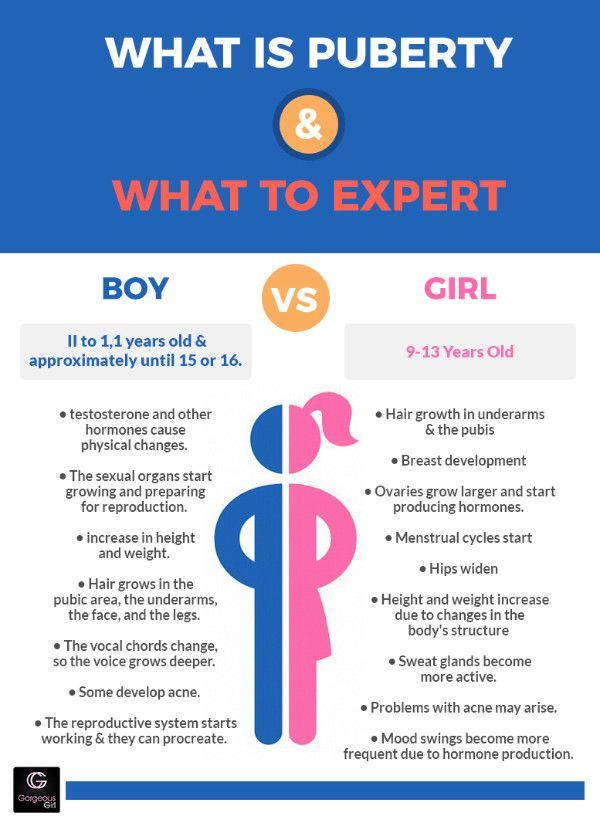 WHAT IS PUBERTY
&
WHAT TO EXPERT
BOY
VS
GIRL
II to 1,1 years old &
approximately until 15 or 16.
9-13 Years Old
• testosterone and other
hormones cause
physical changes.
• The sexual organs start
growing and preparing
for reproduction.
• increase in height
and weight.
• Hair grows in the
pubic area, the underarms,
the face, and the legs.
• The vocal chords change,
so the voice grows deeper.
• Some develop acne.
• The reproductive system starts
working & they can procreate.
• Hair growth in underarms
& the pubis
• Breast development
• Ovaries grow larger and start
producing hormones.
• Menstrual cycles start
• Hips widen
• Height and weight increase
due to changes in the
body's structure
• Sweat glands become
more active.
• Problems with acne may arise.
• Mood swings become more
frequent due to hormone production.
G
Gorgeous
Girl